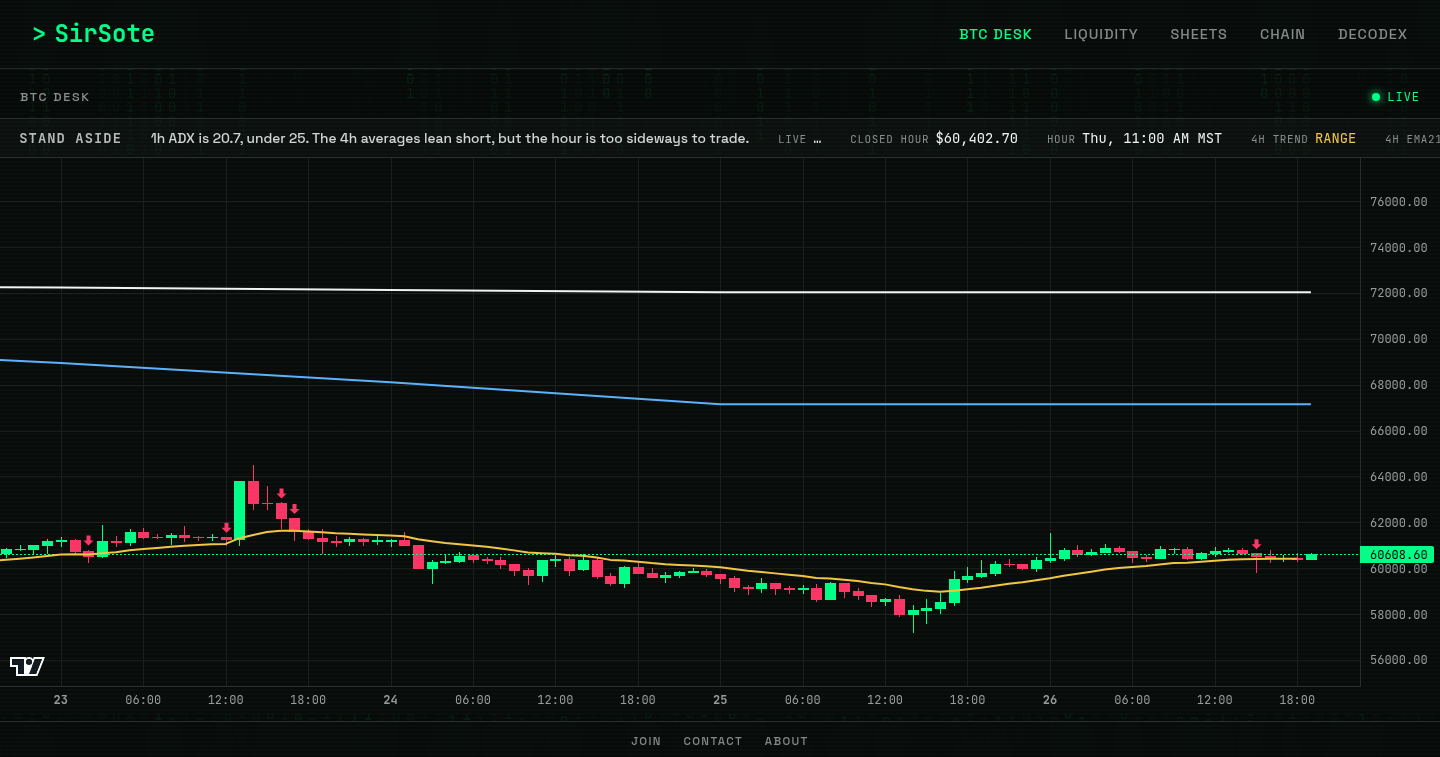 > SirSote
BTC DESK LIQUIDITY SHEETS CHAIN DECODEX
BTC DESK
LIVE
STAND ASIDE 1h ADX is 20.7, under 25. The 4h averages lean short, but the hour is too sideways to trade. LIVE … CLOSED HOUR $60,402.70 HOUR Thu, 11:00 AM MST 4H TREND RANGE 4H EMA21
76000.00
74000.00
72000.00
70000.00
68000.00
66000.00
64000.00
62000.00
60608.60
60000.00
58000.00
56000.00
23 06:00 12:00 18:00 24 06:00 12:00 18:00 25 06:00 12:00 18:00 26 06:00 12:00 18:00
JOIN CONTACT ABOUT